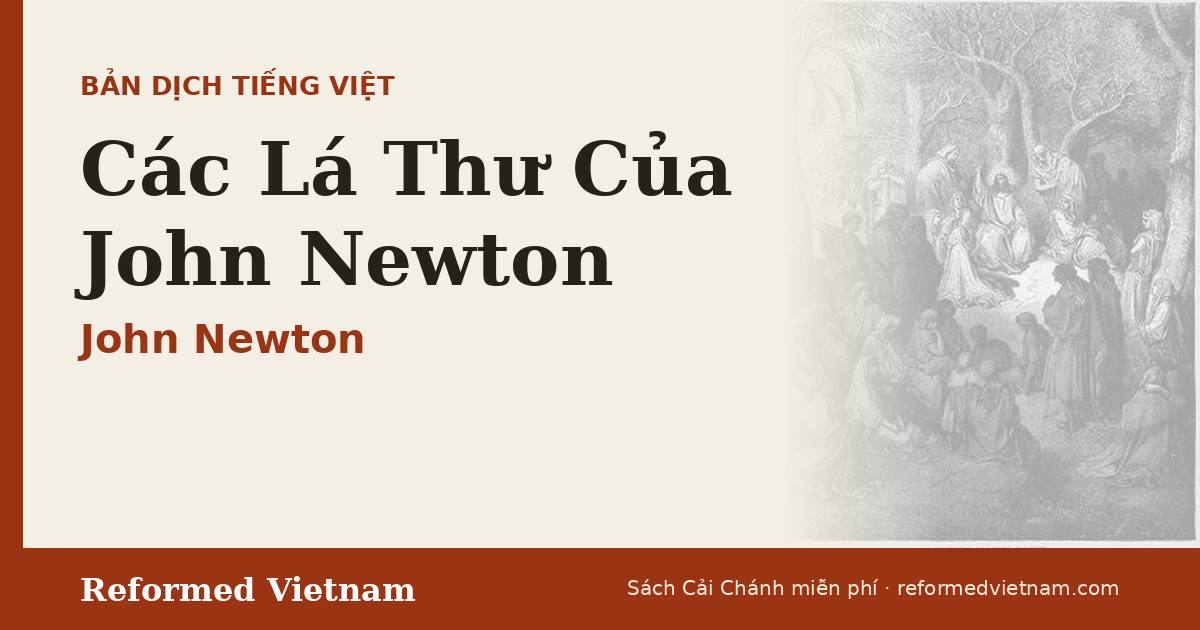 BẢN DỊCH TIẾNG VIỆT
Các Lá Thư Của
John Newton
John Newton
Reformed Vietnam
Sách Cải Chánh miễn phí · reformedvietnam.com